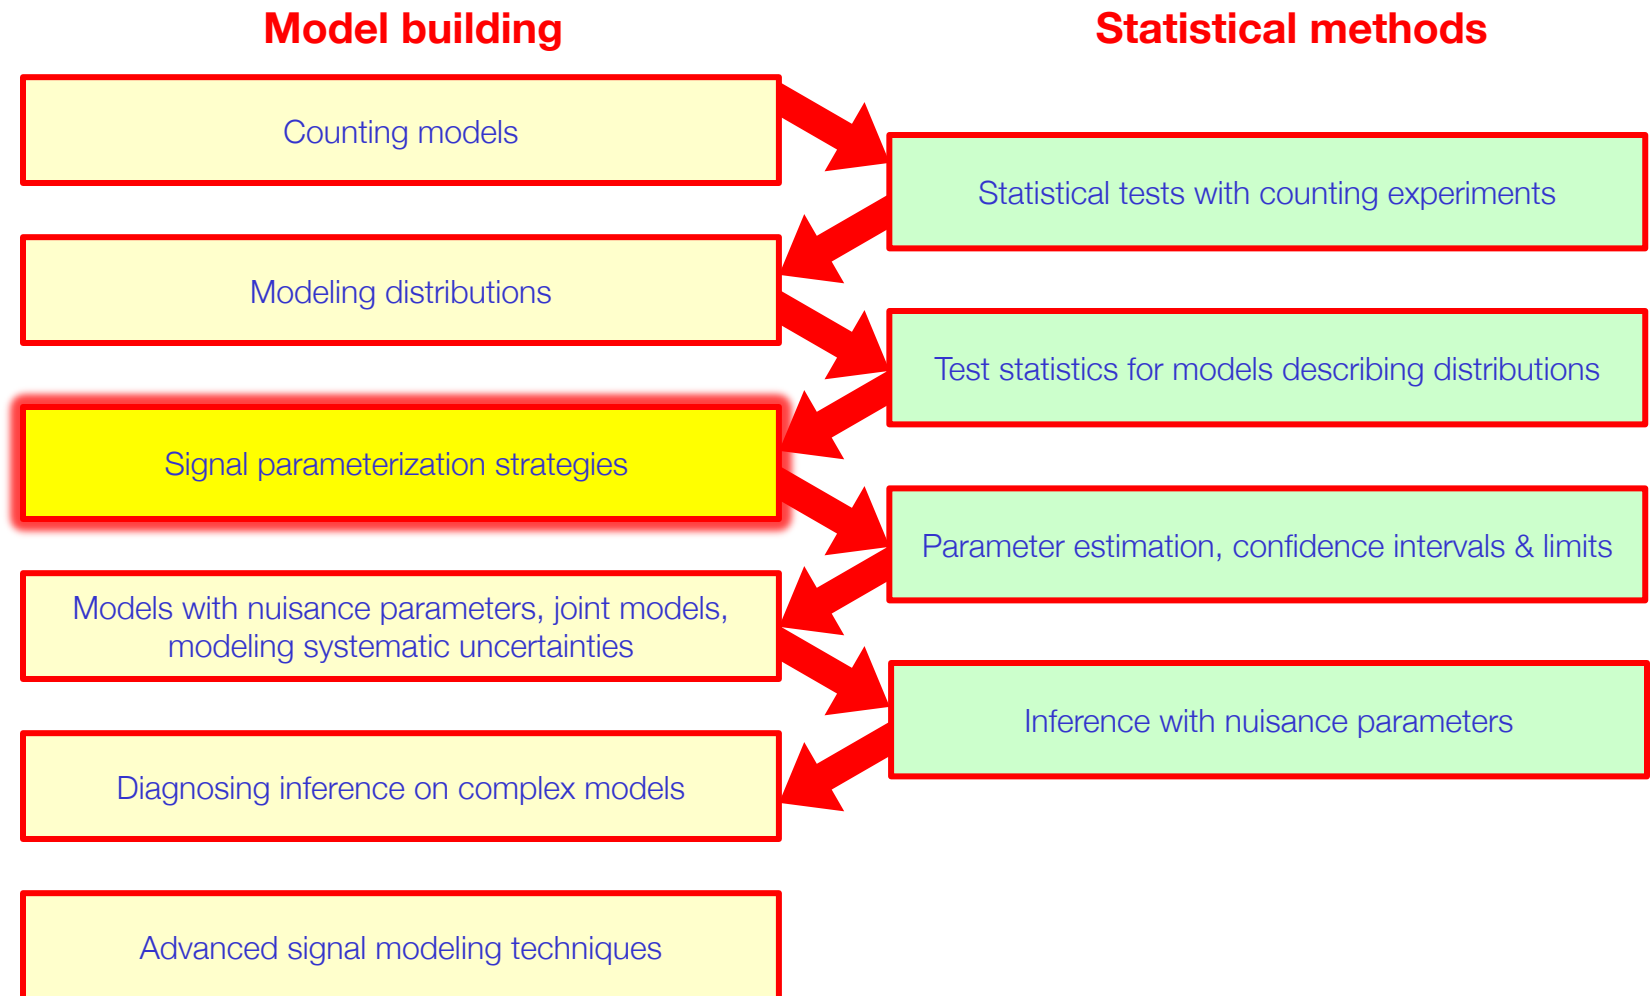 Model building
Statistical methods
Counting models
Statistical tests with counting experiments
Modeling distributions
Test statistics for models describing distributions
Signal parameterization strategies
Parameter estimation, confidence intervals & limits
Models with nuisance parameters, joint models,
modeling systematic uncertainties
Inference with nuisance parameters
Diagnosing inference on complex models
Advanced signal modeling techniques